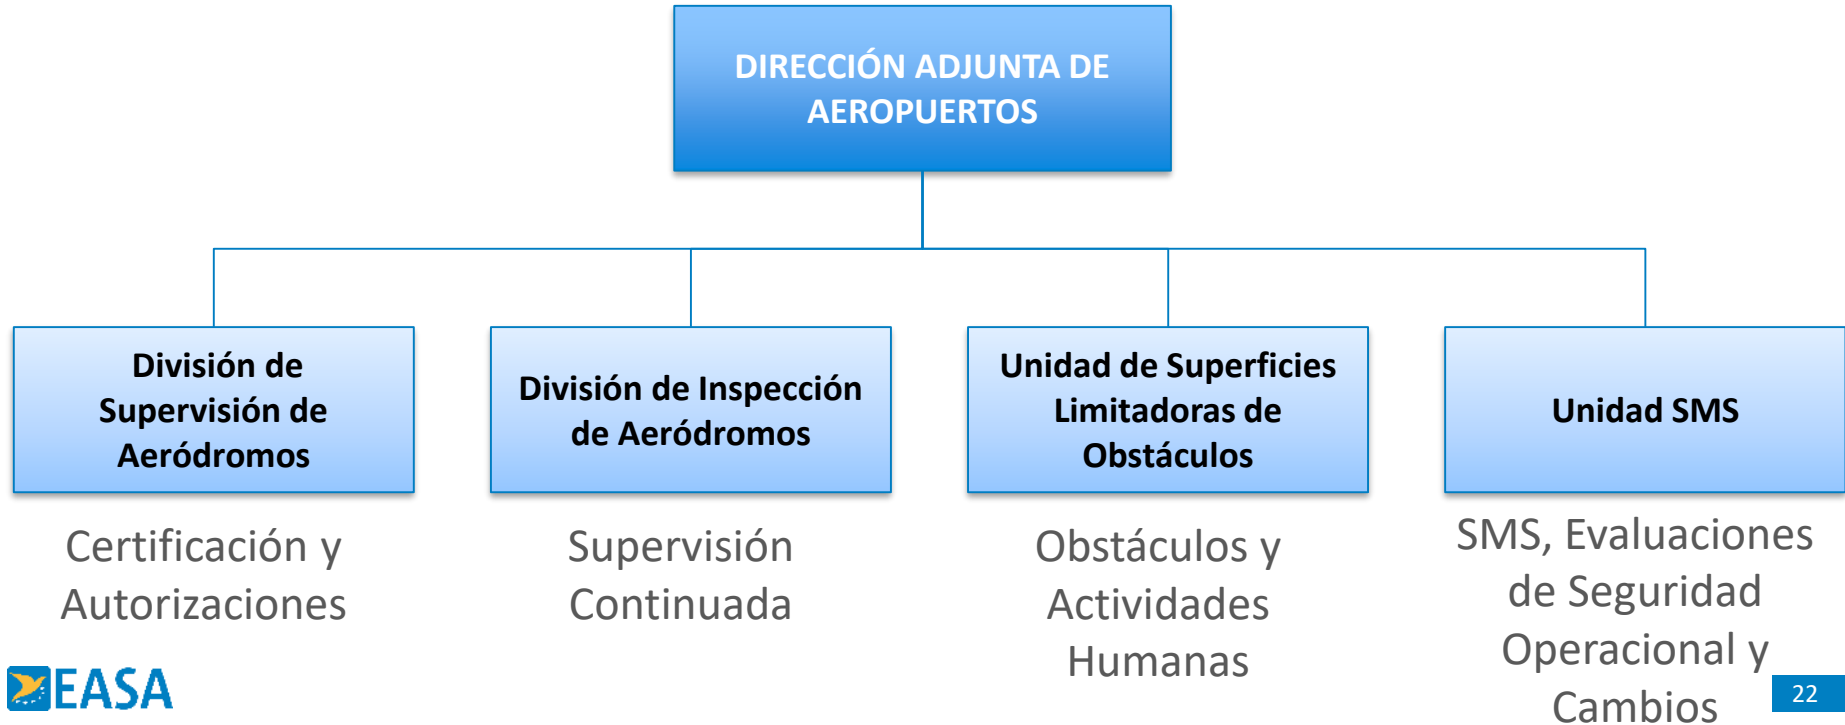 DIRECCIÓN ADJUNTA DE
AEROPUERTOS
División de
Supervisión de
Aeródromos
División de Inspección
de Aeródromos
Unidad de Superficies
Limitadoras de
Obstáculos
Unidad SMS
Certificación y
Autorizaciones
Supervisión
Continuada
Obstáculos y
Actividades
Humanas
SMS, Evaluaciones
de Seguridad
Operacional y
Cambios
EASA
22